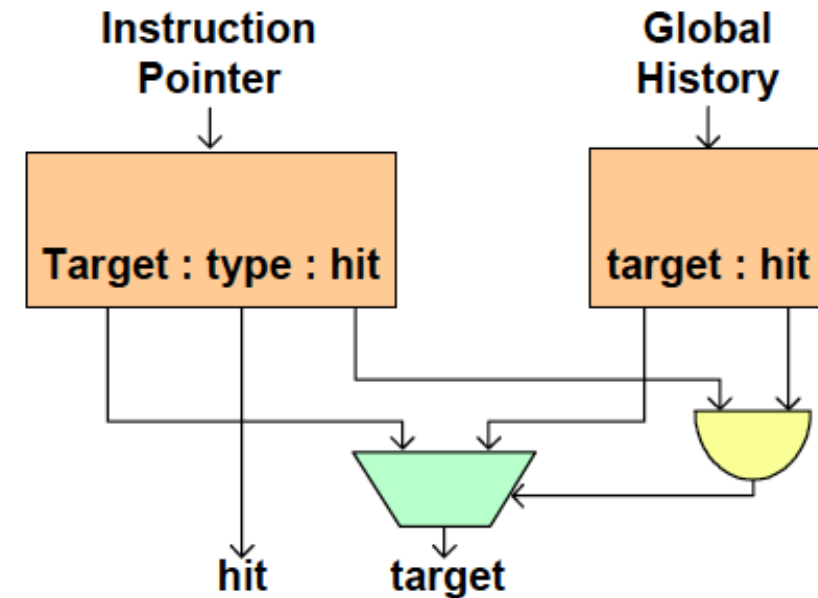 Instruction
Pointer
Global
History
Target : type : hit
target : hit
hit
target